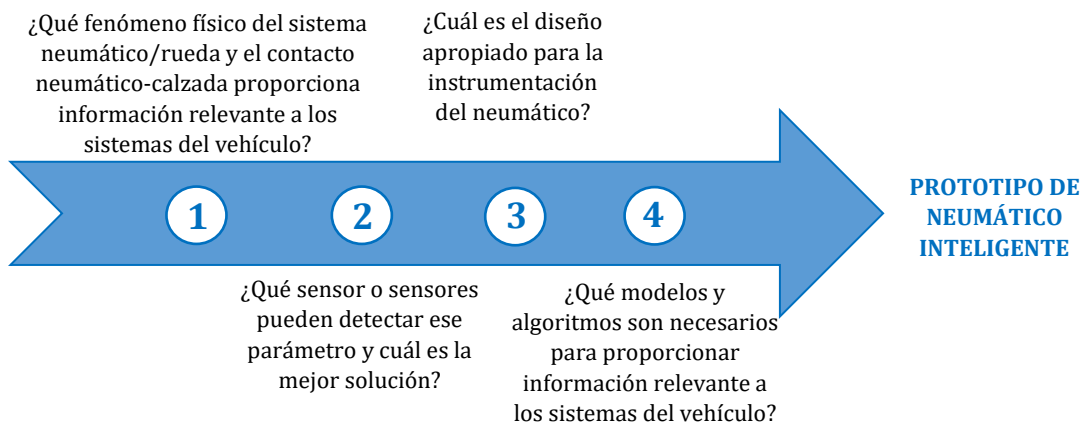 ¿Qué fenómeno físico del sistema
neumático/rueda y el contacto
neumático-calzada proporciona
información relevante a los
sistemas del vehículo?
¿Cuál es el diseño
apropiado para la
instrumentación
del neumático?
1
2
3
4
PROTOTIPO DE
NEUMÁTICO
INTELIGENTE
¿Qué sensor o sensores
pueden detectar ese
parámetro y cuál es la
mejor solución?
¿Qué modelos y
algoritmos son necesarios
para proporcionar
información relevante a
los sistemas del vehículo?